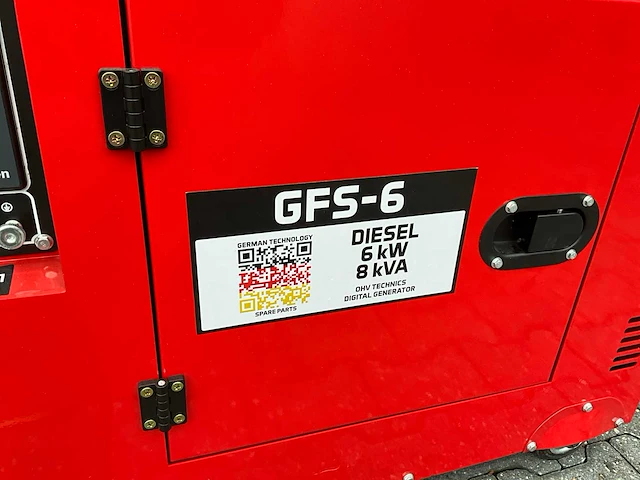 GFS-6
GERMAN TECHNOLOGY
SPARE PARTS
DIESEL
6 kW
8 kVA
OHV TECHNICS
DIGITAL GENERATOR